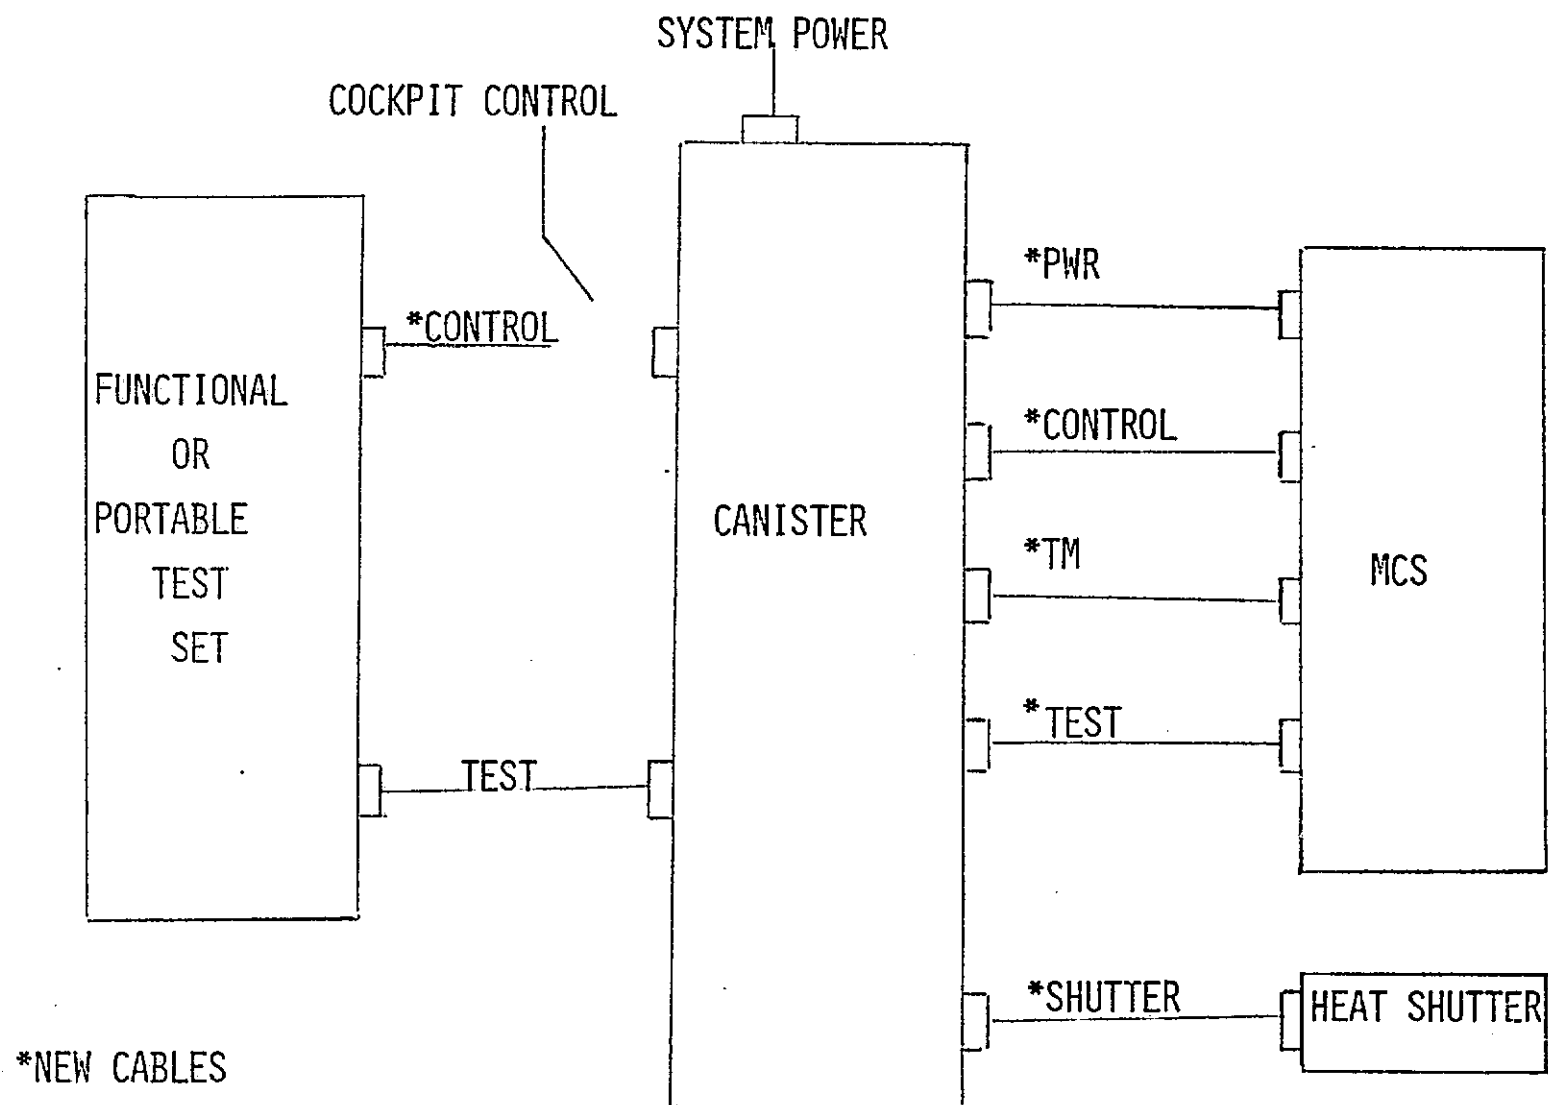 SYSTEM POWER
COCKPIT CONTROL
*PWR
*CONTROL
FUNCTIONAL
OR
PORTABLE
TEST
SET
*CONTROL
CANISTER
*TM
MCS
*TEST
TEST
*SHUTTER
HEAT SHUTTER
*NEW CABLES